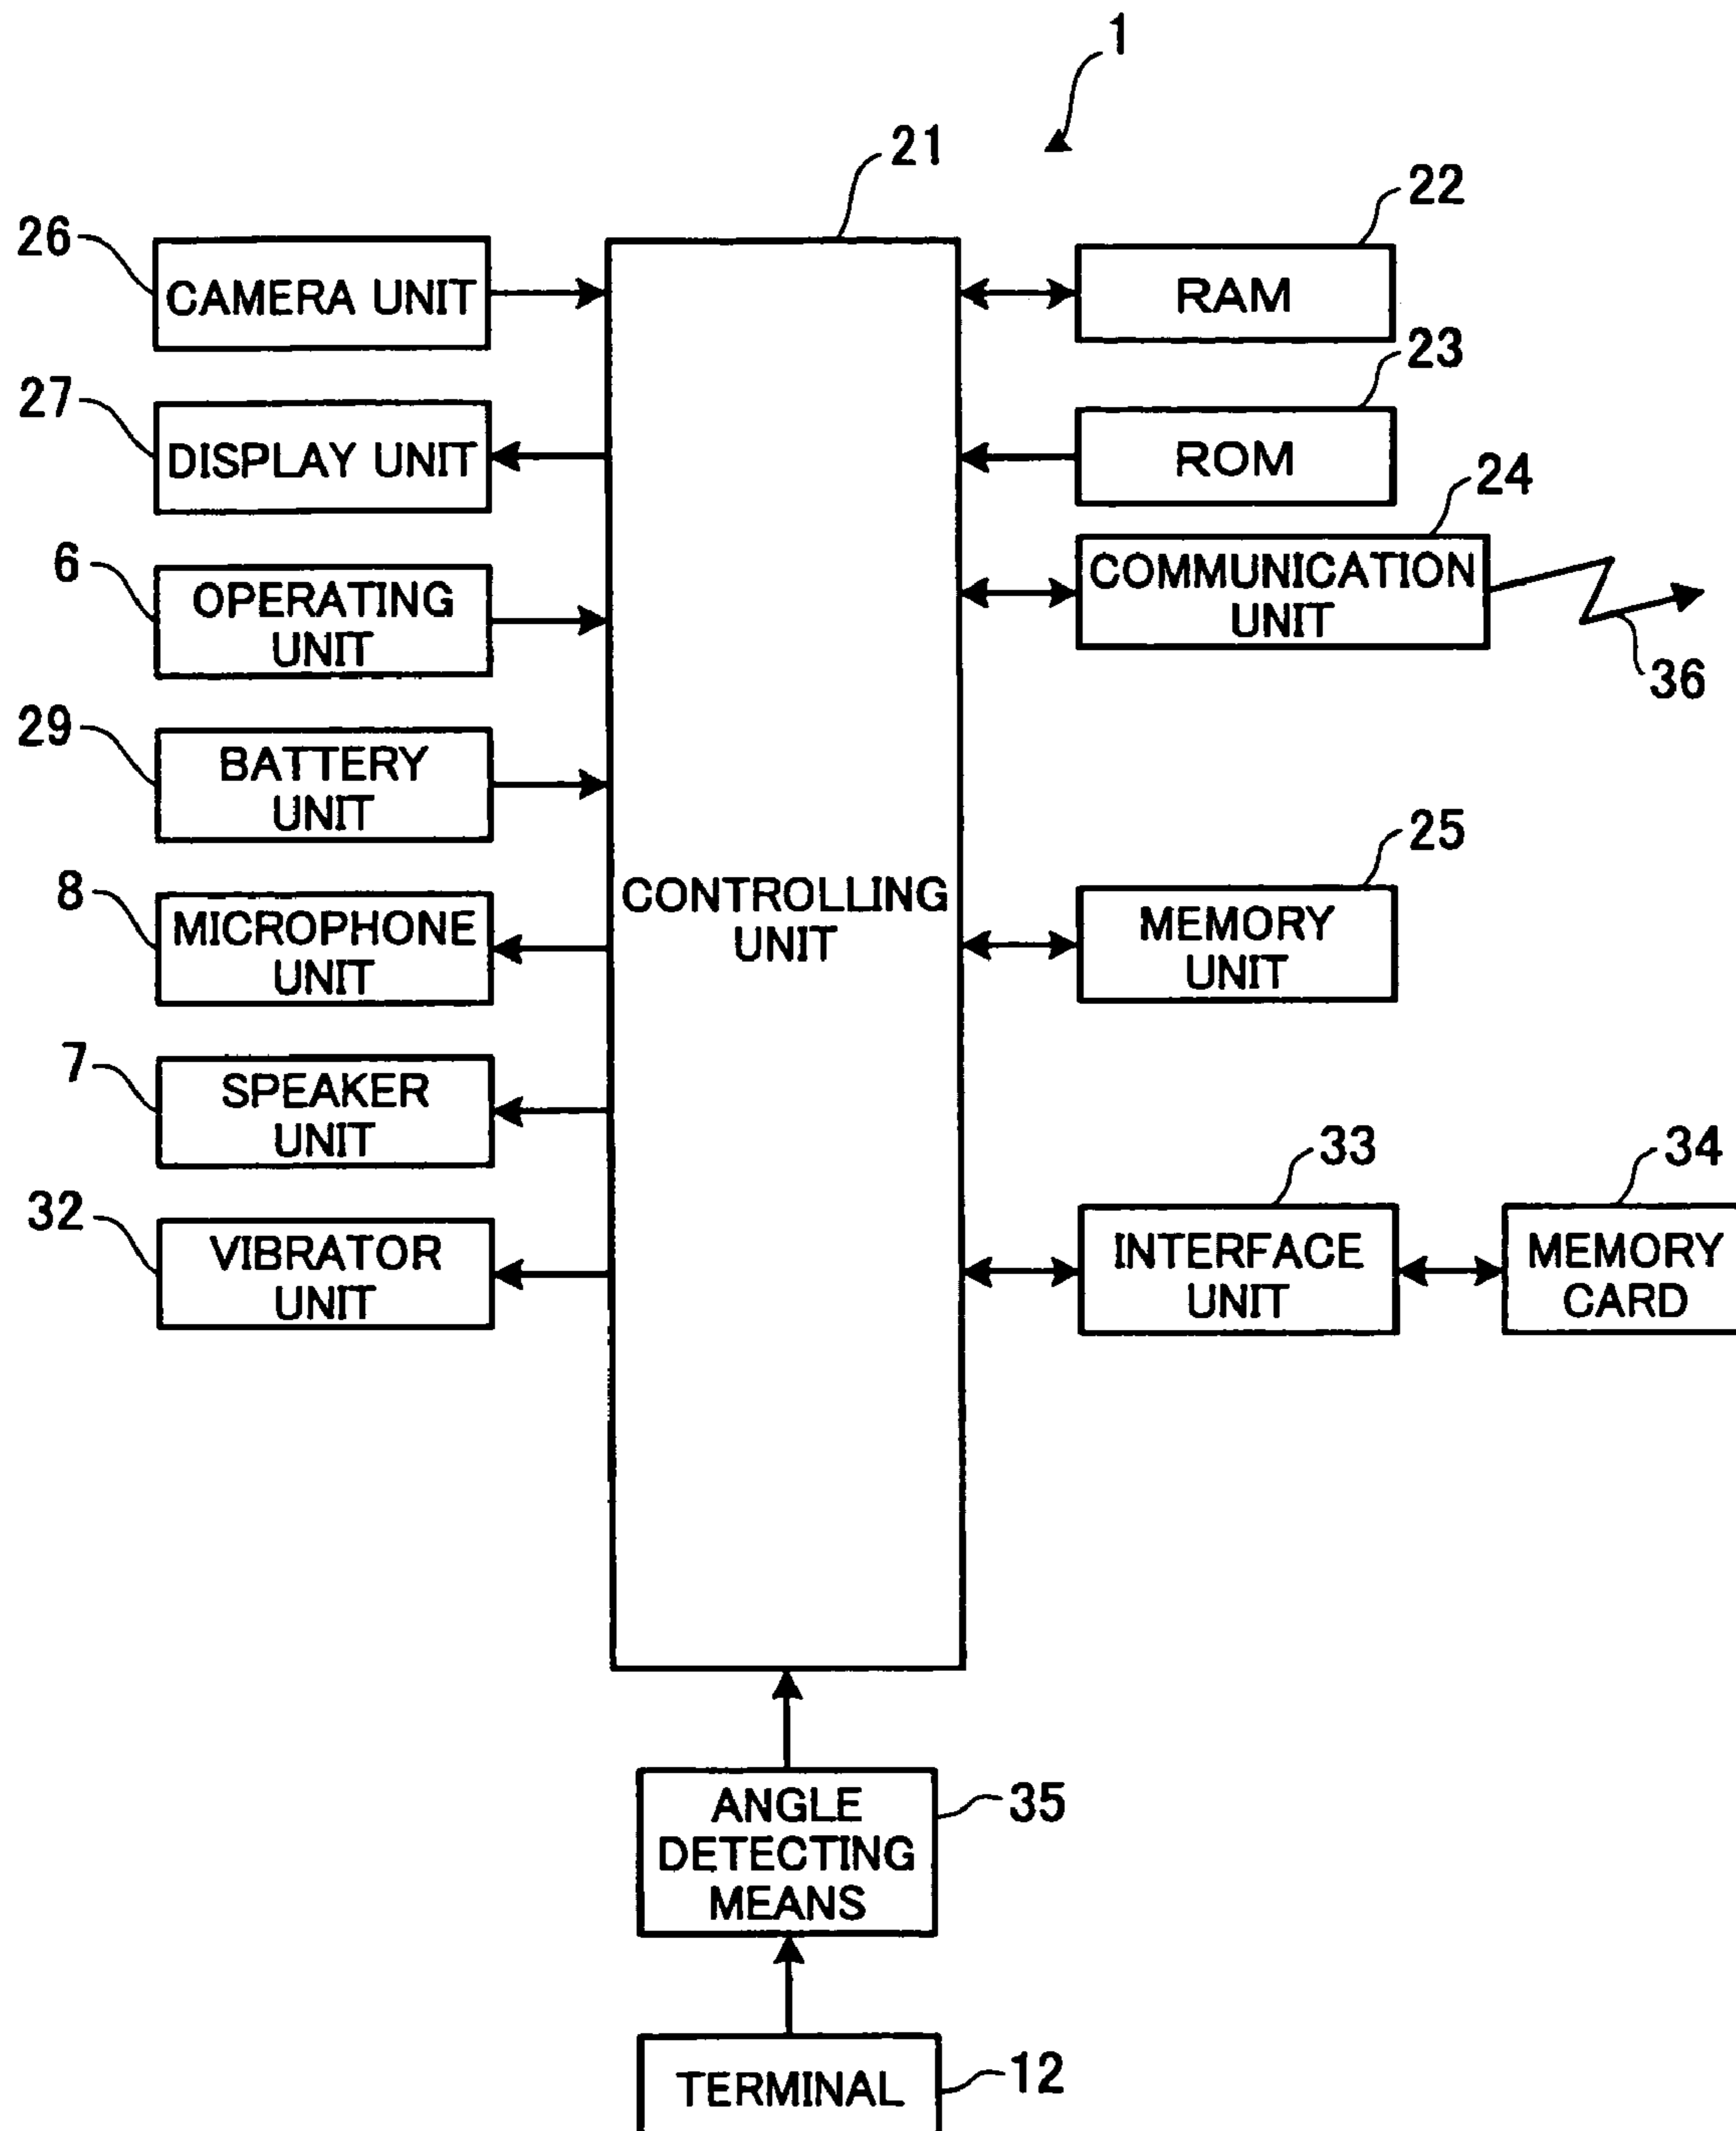 1
21
22
26
CAMERA UNIT
RAM
23
27
DISPLAY UNIT
ROM
24
6
OPERATING
UNIT
COMMUNICATION
UNIT
36
29
BATTERY
UNIT
25
8
MICROPHONE
UNIT
CONTROLLING
UNIT
MEMORY
UNIT
7
SPEAKER
UNIT
33
34
32
VIBRATOR
UNIT
INTERFACE
UNIT
MEMORY
CARD
ANGLE
DETECTING
MEANS
35
TERMINAL
12